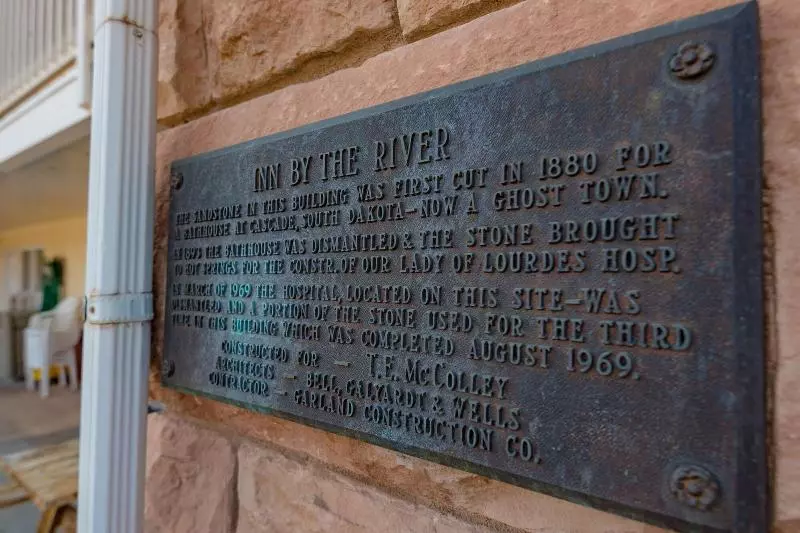 INN BY THE RIVER
THE SANDSTONE IN THIS BUILDING WAS FIRST CUT IN 1880 FOR
A BATHHOUSE AT CASCADE, SOUTH DAKOTA—NOW A GHOST TOWN.
IN 1899 THE BATHHOUSE WAS DISMANTLED & THE STONE BROUGHT
TO HOT SPRINGS FOR THE CONSTR. OF OUR LADY OF LOURDES HOSP.
IN MARCH OF 1969 THE HOSPITAL, LOCATED ON THIS SITE—WAS
DISMANTLED AND A PORTION OF THE STONE USED FOR THE THIRD
TIME IN THIS BUILDING WHICH WAS COMPLETED AUGUST 1969.
CONSTRUCTED FOR — T.E. McCOLLEY
ARCHITECTS — BELL, GALYARDT & WELLS
CONTRACTOR — GARLAND CONSTRUCTION CO.